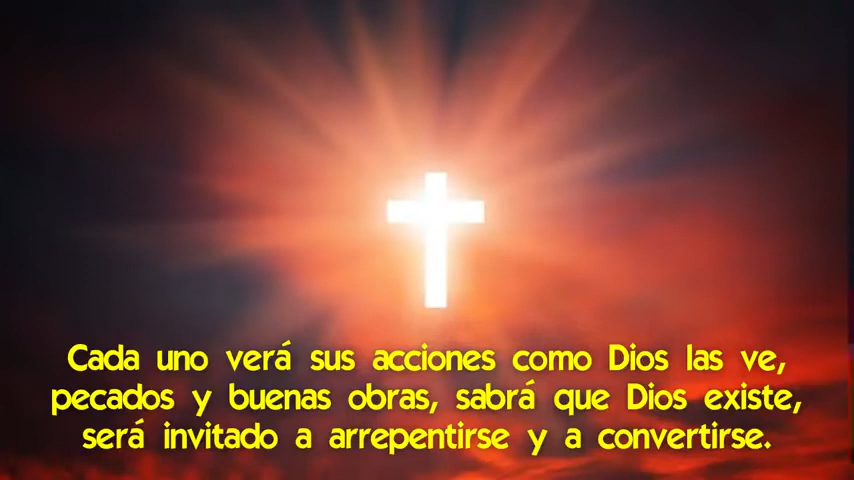 Cada uno verá sus acciones como Dios las ve,
pecados y buenas obras, sabrá que Dios existe,
será invitado a arrepentirse y a convertirse.